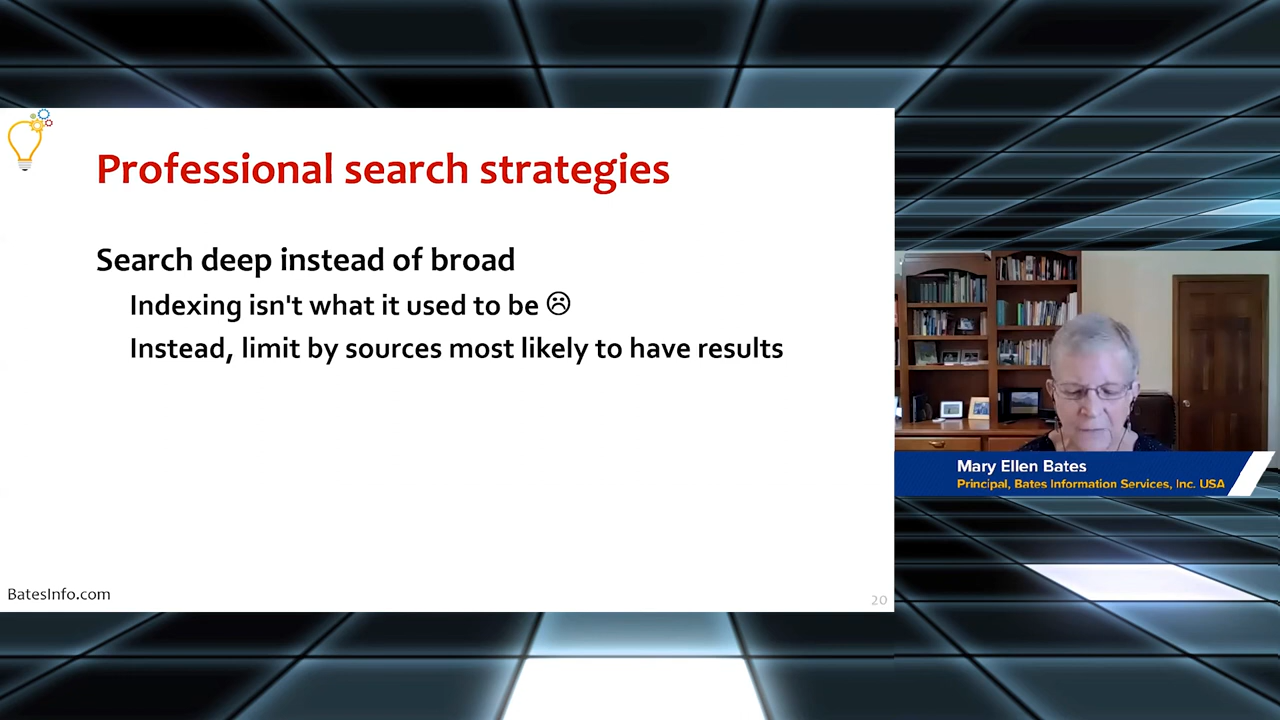 Professional search strategies
Search deep instead of broad
Indexing isn't what it used to be ☹
Instead, limit by sources most likely to have results
BatesInfo.com
20
Mary Ellen Bates
Principal, Bates Information Services, Inc. USA